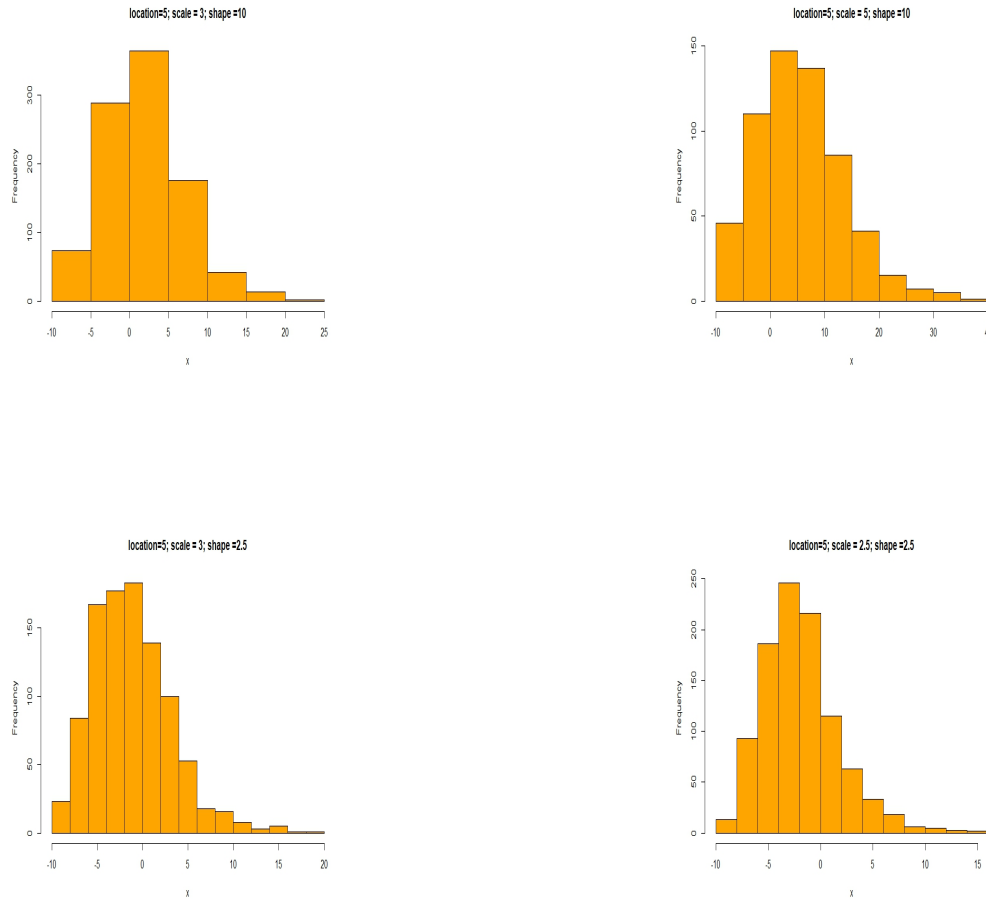 location=5; scale = 3; shape =10
Frequency
0 100 200 300
-10 -5 0 5 10 15 20 25
x
location=5; scale = 5; shape =10
Frequency
0 50 100 150
-10 0 10 20 30
x
location=5; scale = 3; shape =2.5
Frequency
0 50 100 150
-10 -5 0 5 10 15 20
x
location=5; scale = 2.5; shape =2.5
Frequency
0 50 100 150 200 250
-10 -5 0 5 10 15
x